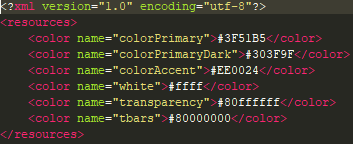 <?xml version="1.0" encoding="utf-8"?>
<resources>
<color name="colorPrimary">#3F51B5</color>
<color name="colorPrimaryDark">#303F9F</color>
<color name="colorAccent">#EE0024</color>
<color name="white">#ffff</color>
<color name="transparency">#80ffffff</color>
<color name="tbars">#80000000</color>
</resources>